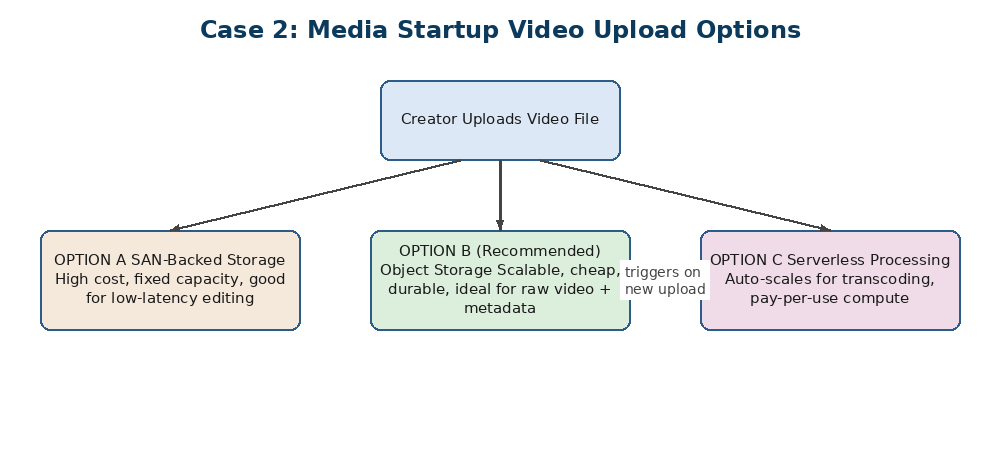 Case 2: Media Startup Video Upload Options
Creator Uploads Video File
OPTION A SAN-Backed Storage
High cost, fixed capacity, good
for low-latency editing
OPTION B (Recommended)
Object Storage Scalable, cheap,
durable, ideal for raw video +
metadata
triggers on
new upload
OPTION C Serverless Processing
Auto-scales for transcoding,
pay-per-use compute